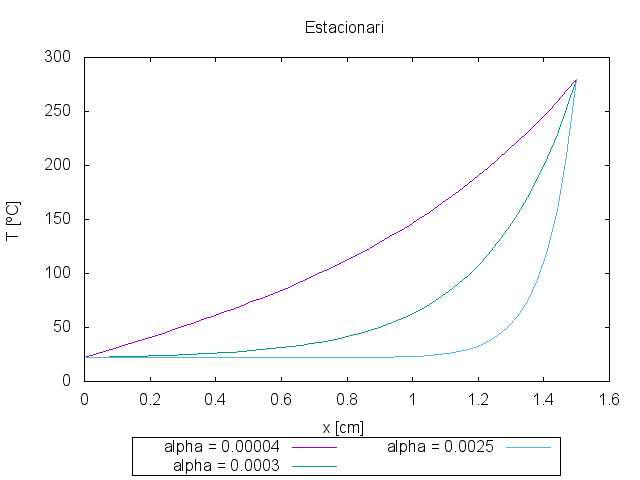 Estacionari
300
250
200
150
100
50
0
T [ºC]
0 0.2 0.4 0.6 0.8 1 1.2 1.4 1.6
x [cm]
alpha = 0.00004 alpha = 0.0025
alpha = 0.0003